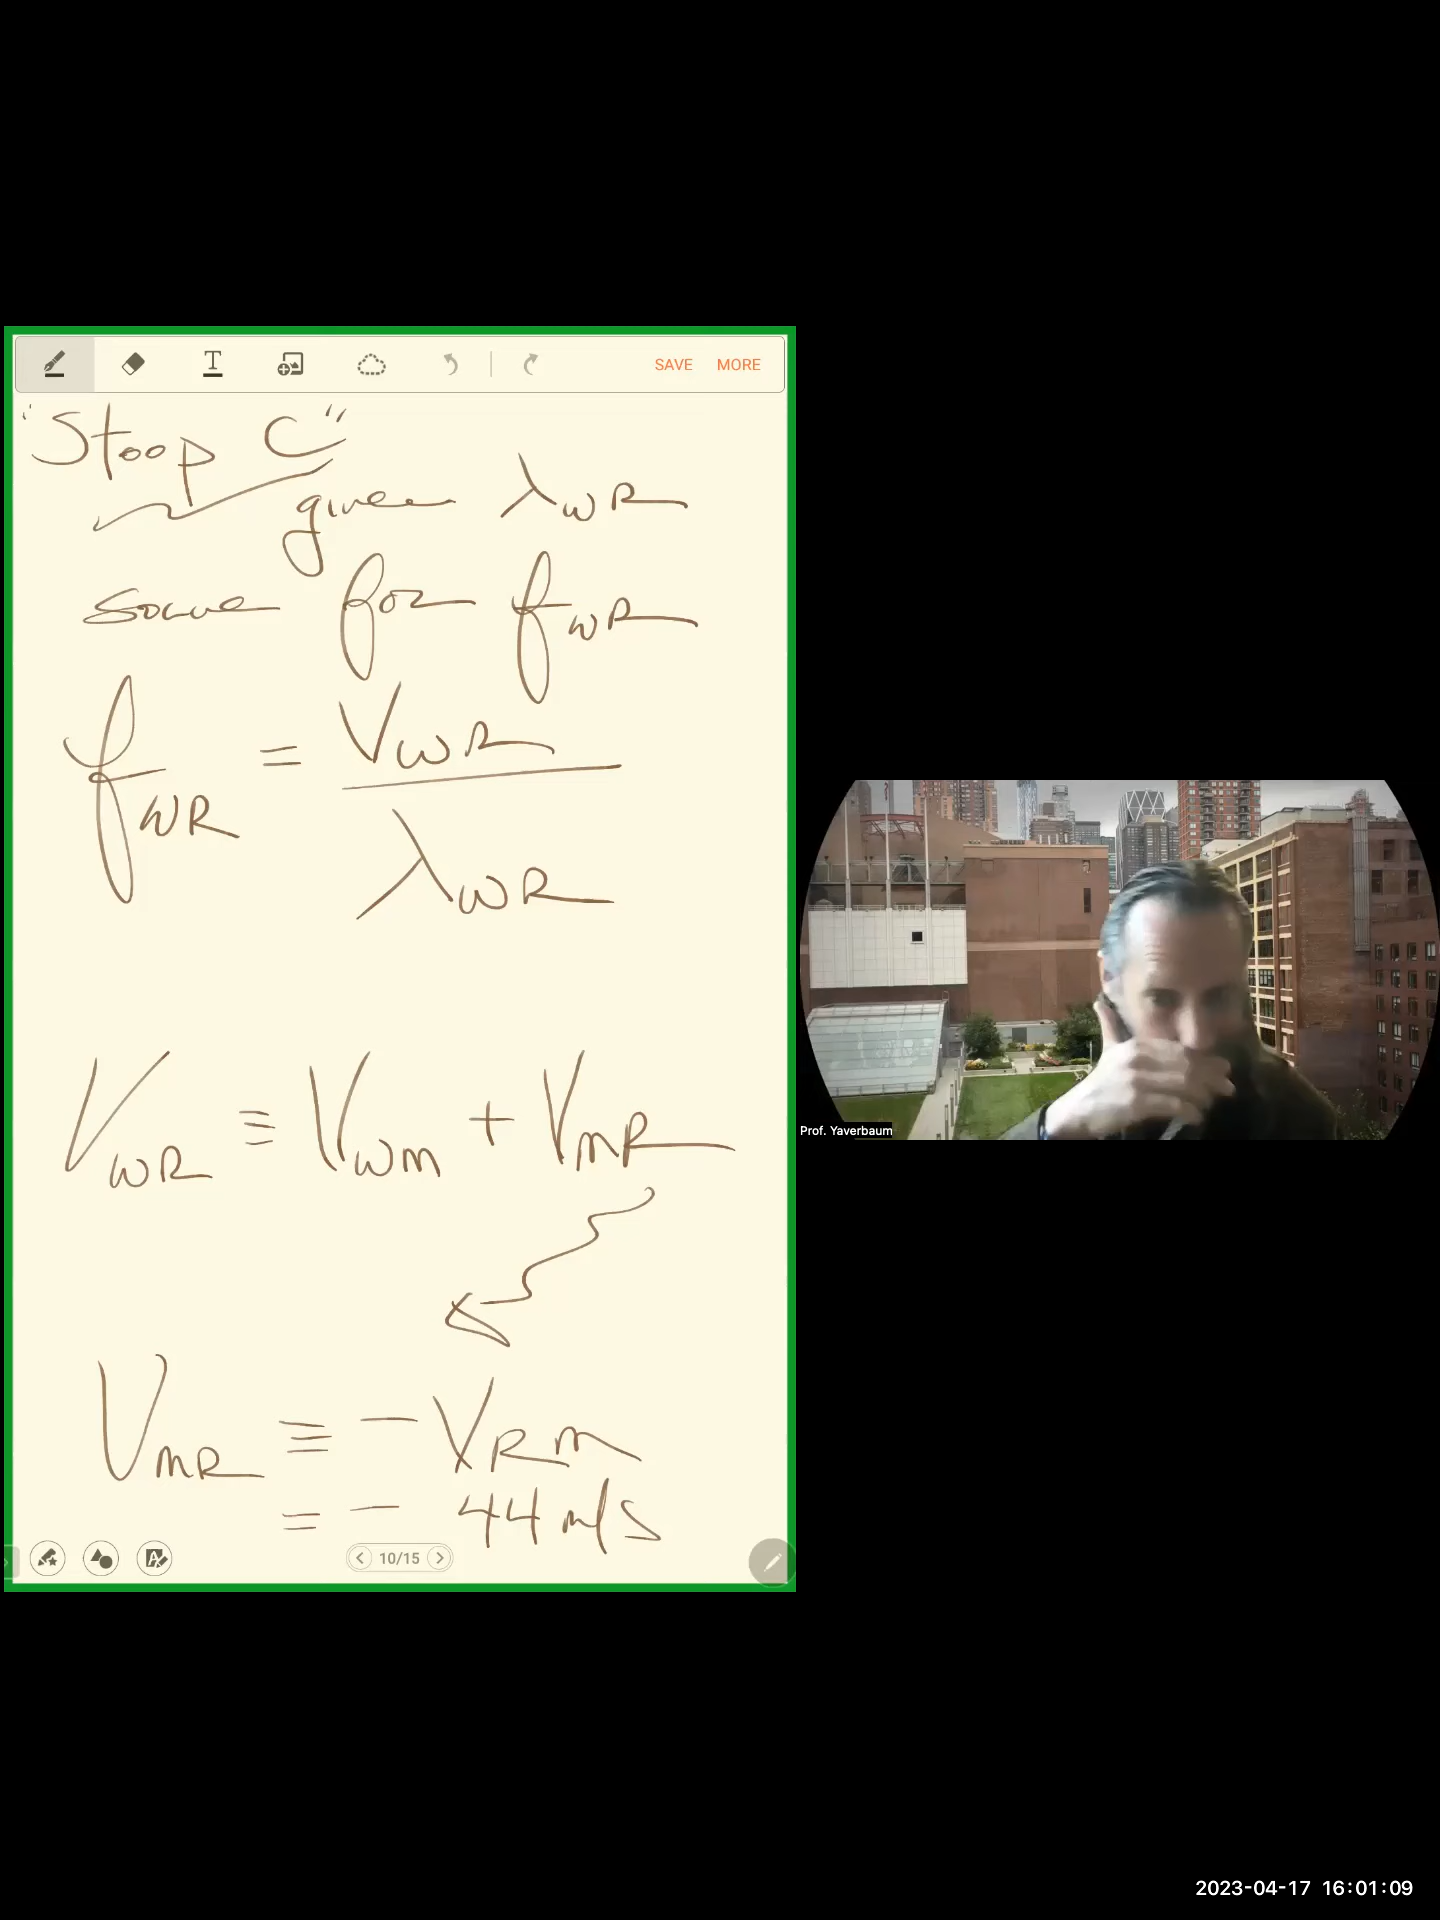 T SAVE MORE
"Stoop C"
given λWR
solve for fWR
fWR = VWR / λWR
VWR ≡ VWM + VMR
VMR ≡ - VRM
= - 44 m/s
10/15
Prof. Yaverbaum
2023-04-17 16:01:09